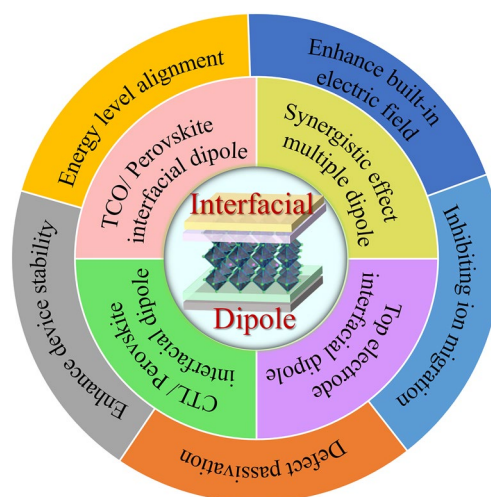 Energy level alignment
Enhance built-in
electric field
Inhibiting ion migration
Defect passivation
Enhance device stability
TCO/ Perovskite
interfacial dipole
Synergistic effect
multiple dipole
Top electrode
interfacial dipole
CTL/ Perovskite
interfacial dipole
Interfacial
Dipole